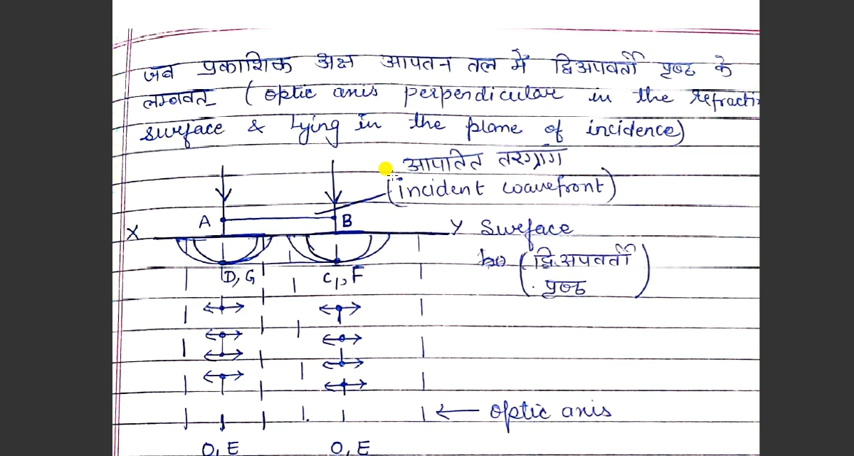 जब प्रकाशिक अक्ष आपतन तल में द्विअपवर्ती पृष्ठ के
लम्बवत (optic axis perpendicular in the refracti
surface & Lying in the plane of incidence)
आपतित तरंगाग्र
(incident wavefront)
A B
X Y Surface
(द्विअपवर्ती
पृष्ठ)
D, G C, F
← optic axis
O, E O, E